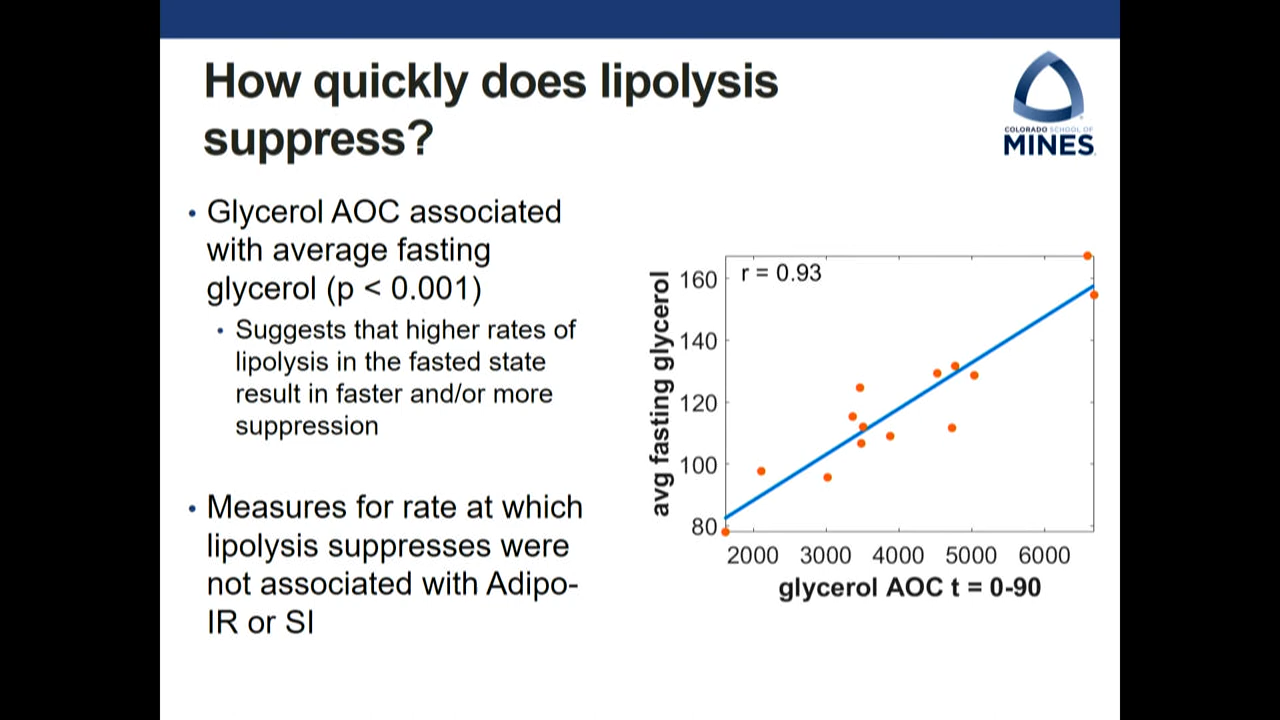 How quickly does lipolysis
suppress?
COLORADO SCHOOL OF
MINES
• Glycerol AOC associated
with average fasting
glycerol (p < 0.001)
• Suggests that higher rates of
lipolysis in the fasted state
result in faster and/or more
suppression
• Measures for rate at which
lipolysis suppresses were
not associated with Adipo-
IR or SI
r = 0.93
avg fasting glycerol
160
140
120
100
80
2000 3000 4000 5000 6000
glycerol AOC t = 0-90